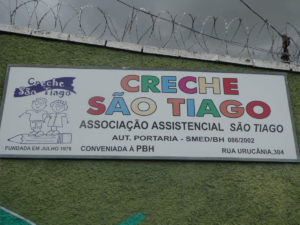 Creche
São Tiago
CRECHE
SÃO TIAGO
ASSOCIAÇÃO ASSISTENCIAL SÃO TIAGO
AUT. PORTARIA - SMED/BH 086/2002
FUNDADA EM JULHO 1978
CONVENIADA À PBH
RUA URUCÂNIA, 304